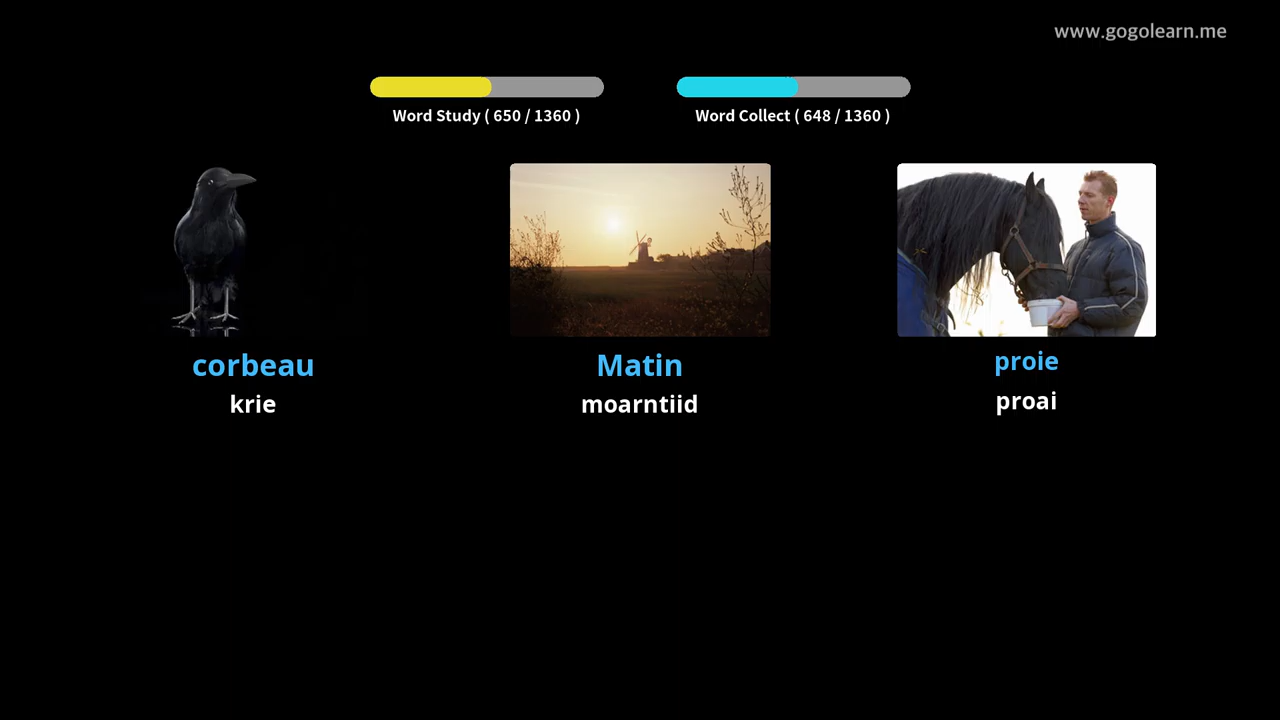 www.gogolearn.me
Word Study ( 650 / 1360 )
Word Collect ( 648 / 1360 )
corbeau
krie
Matin
moarntiid
proie
proai